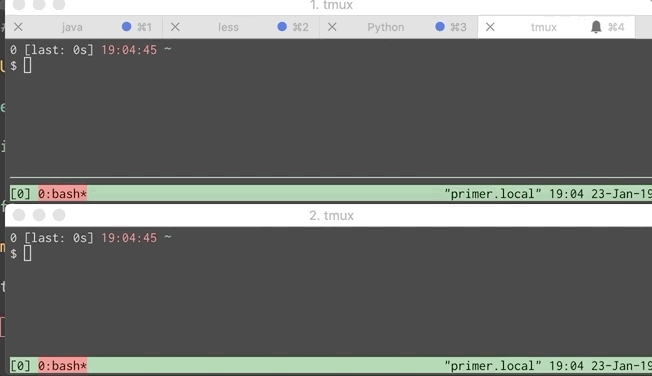 1. tmux
java ⌘1 less ⌘2 Python ⌘3 tmux ⌘4
0 [last: 0s] 19:04:45 ~
$
[0] 0:bash* "primer.local" 19:04 23-Jan-19
2. tmux
0 [last: 0s] 19:04:45 ~
$
[0] 0:bash* "primer.local" 19:04 23-Jan-19